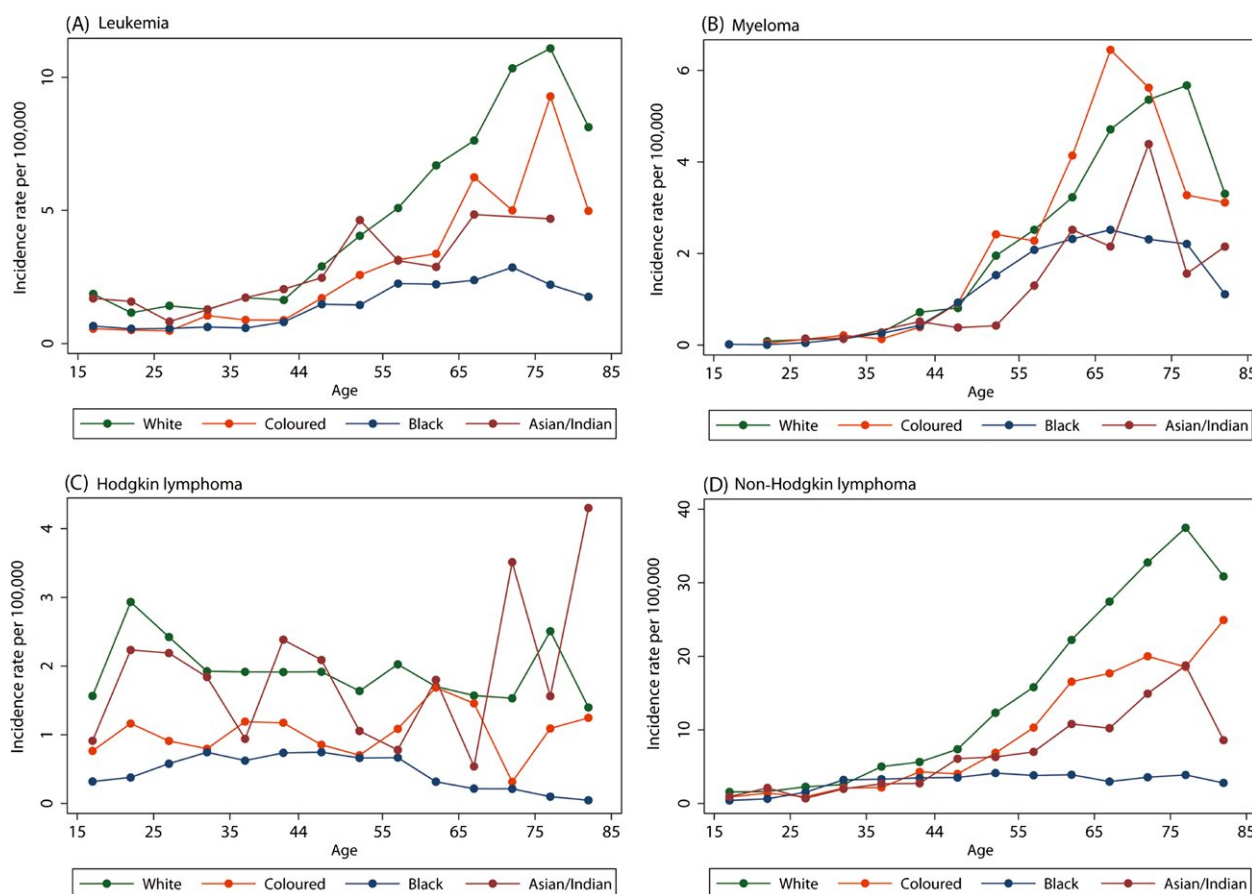 (A) Leukemia
Incidence rate per 100,000
10
5
0
15 25 35 44 55 65 75 85
Age
White Coloured Black Asian/Indian
(B) Myeloma
Incidence rate per 100,000
6
4
2
0
15 25 35 44 57 65 75 85
Age
White Coloured Black Asian/Indian
(C) Hodgkin lymphoma
Incidence rate per 100,000
4
3
2
1
0
15 25 35 44 55 65 75 85
Age
White Coloured Black Asian/Indian
(D) Non-Hodgkin lymphoma
Incidence rate per 100,000
40
30
20
10
0
15 25 35 44 57 65 75 85
Age
White Coloured Black Asian/Indian